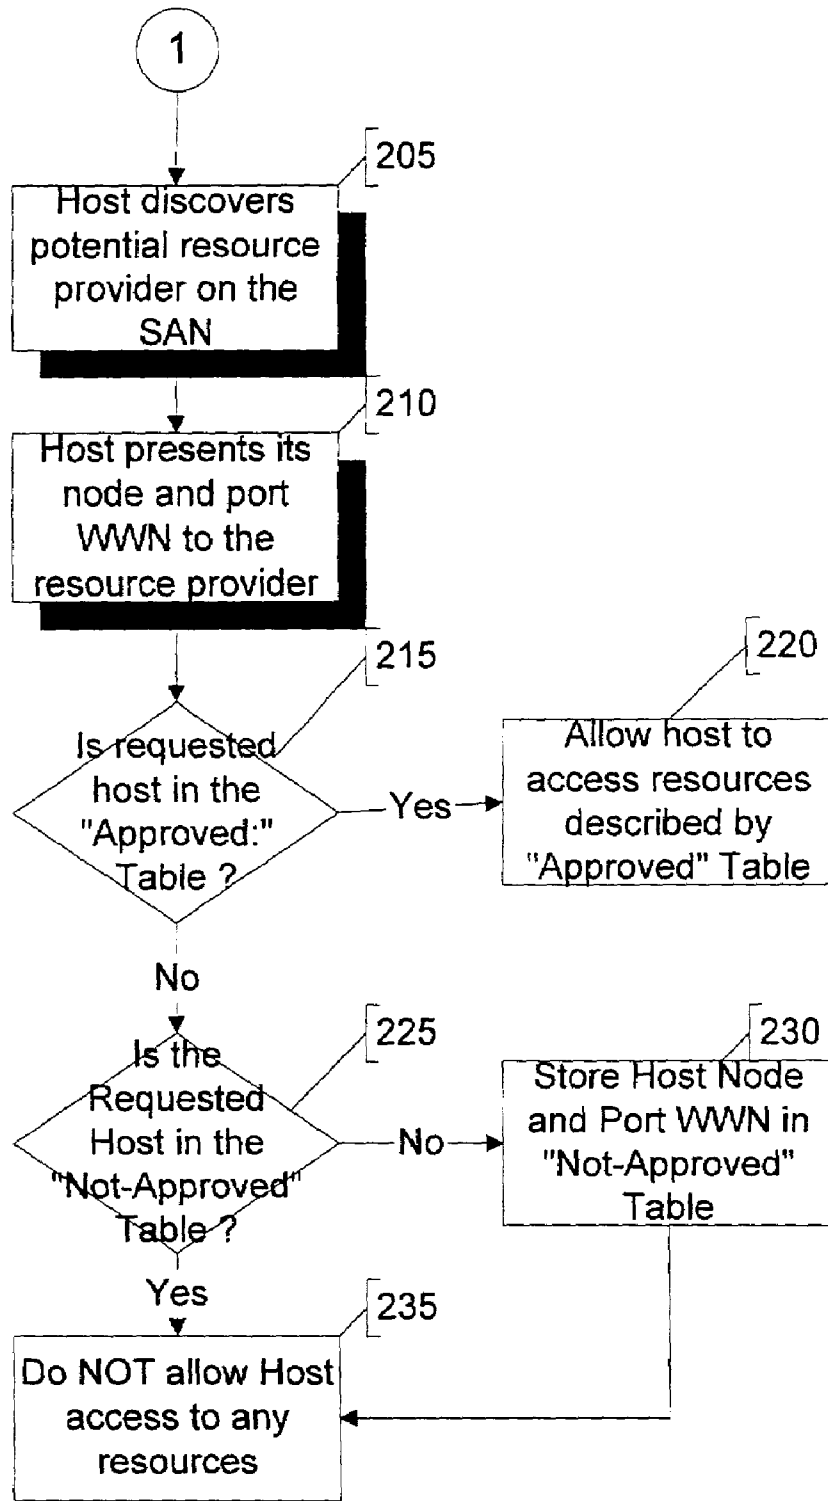 1
205
Host discovers
potential resource
provider on the
SAN
210
Host presents its
node and port
WWN to the
resource provider
215
Is requested
host in the
"Approved:"
Table ?
Yes
220
Allow host to
access resources
described by
"Approved" Table
No
225
Is the
Requested
Host in the
"Not-Approved"
Table ?
No
230
Store Host Node
and Port WWN in
"Not-Approved"
Table
Yes
235
Do NOT allow Host
access to any
resources